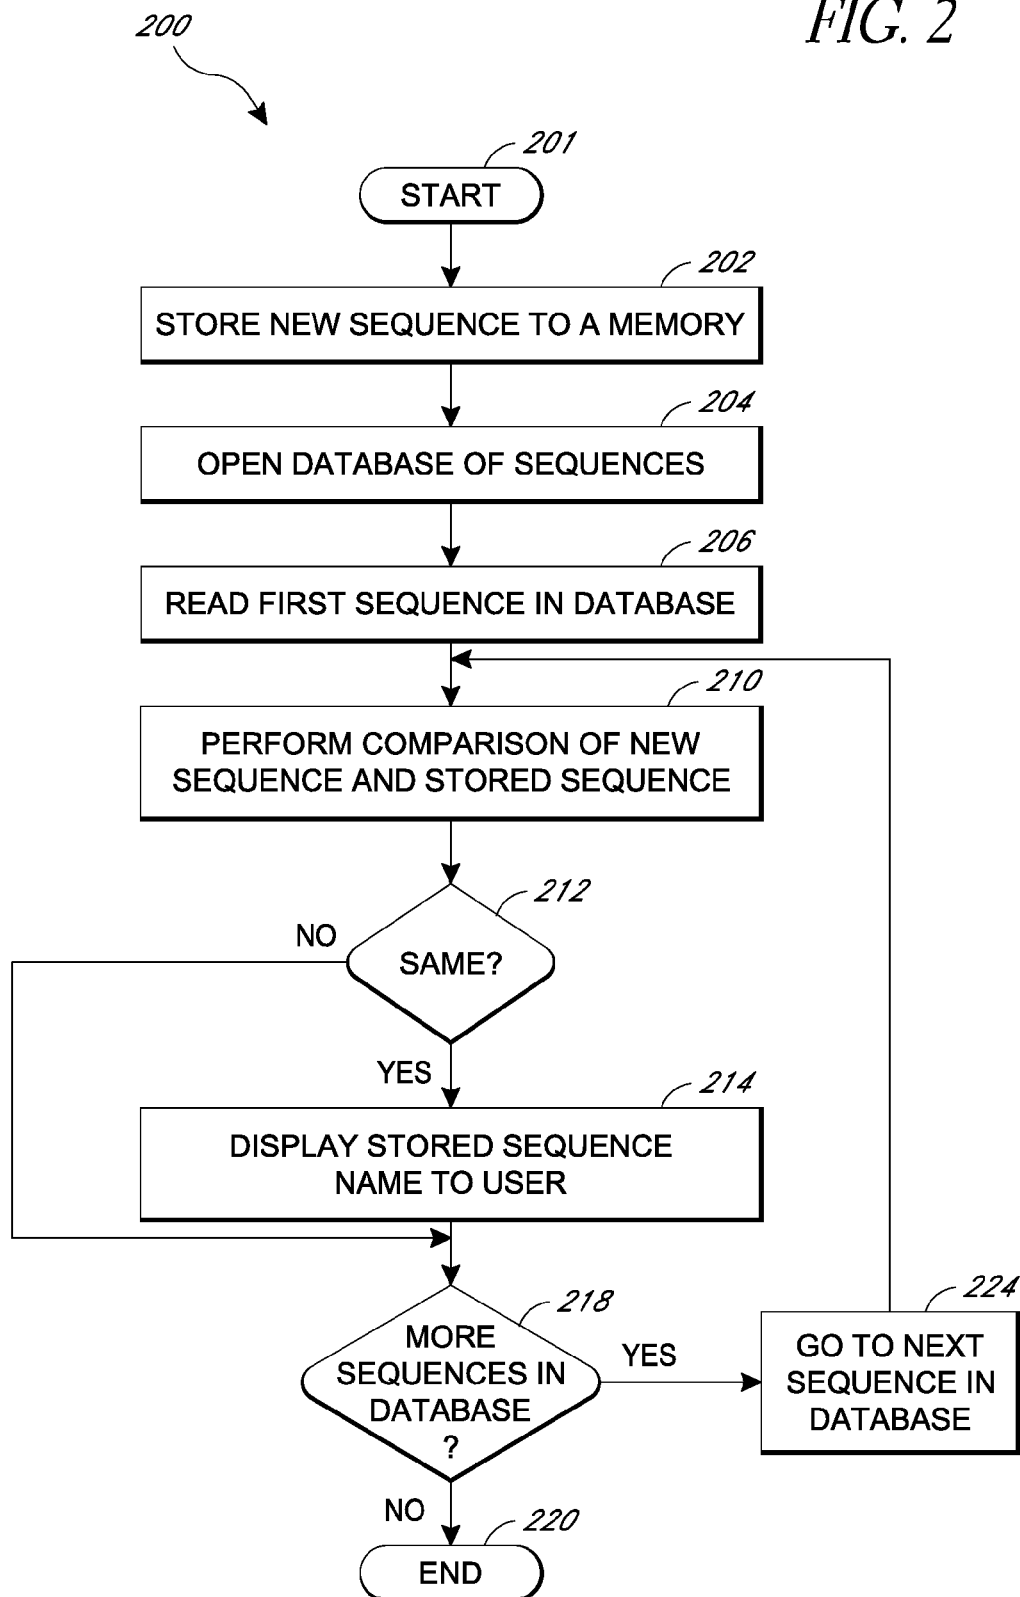 FIG. 2
200
201
START
202
STORE NEW SEQUENCE TO A MEMORY
204
OPEN DATABASE OF SEQUENCES
206
READ FIRST SEQUENCE IN DATABASE
210
PERFORM COMPARISON OF NEW
SEQUENCE AND STORED SEQUENCE
212
NO
SAME?
YES
214
DISPLAY STORED SEQUENCE
NAME TO USER
218
MORE
SEQUENCES IN
DATABASE
?
YES
224
GO TO NEXT
SEQUENCE IN
DATABASE
NO
220
END